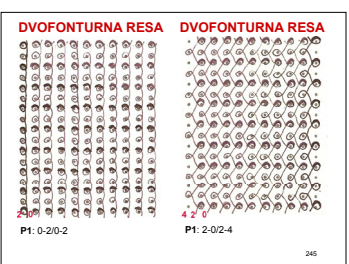 DVOFONTURNA RESA
DVOFONTURNA RESA
2 0
4 2 0
P1: 0-2/0-2
P1: 2-0/2-4
245